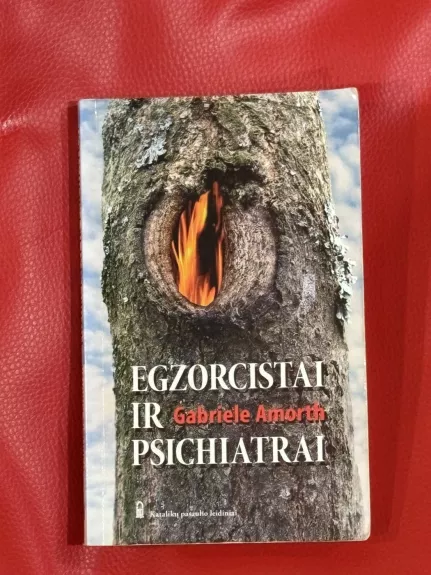 EGZORCISTAI
IR Gabriele Amorth
PSICHIATRAI
Katalikų pasaulio leidiniai